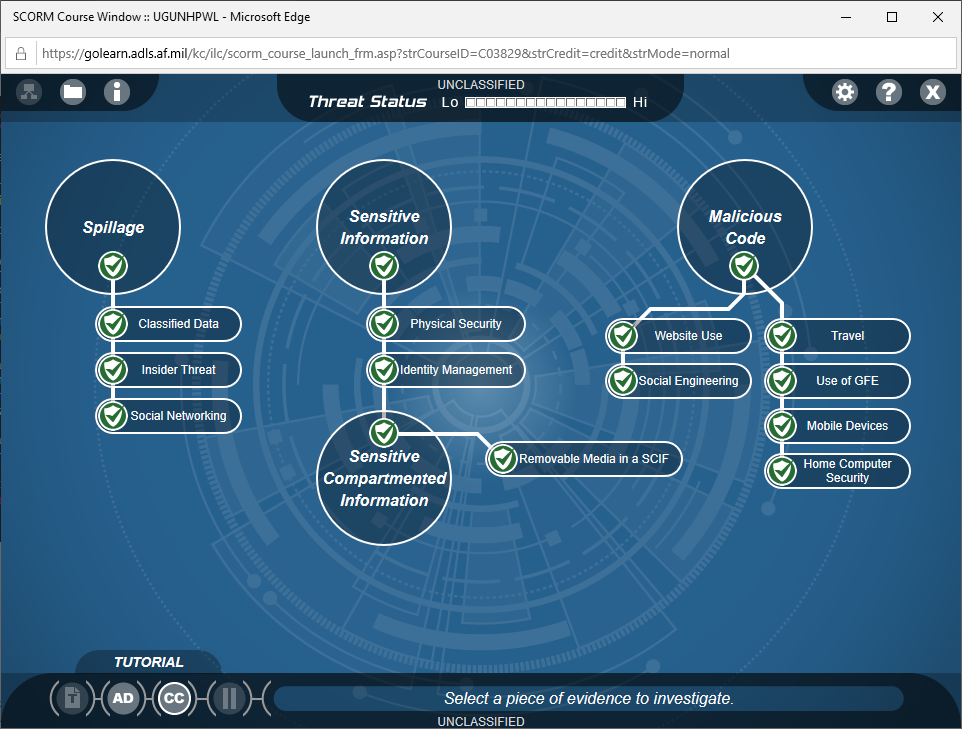 SCORM Course Window :: UGUNHPWL - Microsoft Edge
https://golearn.adls.af.mil/kc/ilc/scorm_course_launch_frm.asp?strCourseID=C03829&strCredit=credit&strMode=normal
UNCLASSIFIED
Threat Status Lo Hi
Spillage
Classified Data
Insider Threat
Social Networking
Sensitive
Information
Physical Security
Identity Management
Sensitive
Compartmented
Information
Removable Media in a SCIF
Malicious
Code
Website Use
Social Engineering
Travel
Use of GFE
Mobile Devices
Home Computer
Security
TUTORIAL
T AD CC
Select a piece of evidence to investigate.
UNCLASSIFIED